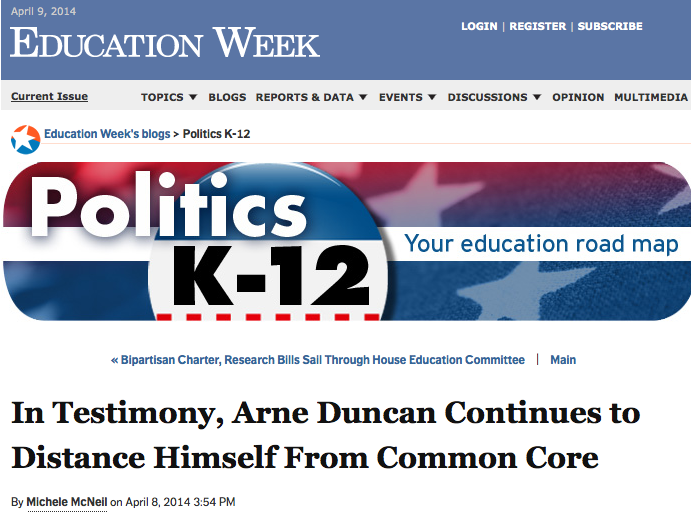 April 9, 2014
EDUCATION WEEK
LOGIN | REGISTER | SUBSCRIBE
Current Issue TOPICS ▼ BLOGS REPORTS & DATA ▼ EVENTS ▼ DISCUSSIONS ▼ OPINION MULTIMEDIA
Education Week's blogs > Politics K-12
Politics
K-12
Your education road map
« Bipartisan Charter, Research Bills Sail Through House Education Committee | Main
In Testimony, Arne Duncan Continues to
Distance Himself From Common Core
By Michele McNeil on April 8, 2014 3:54 PM